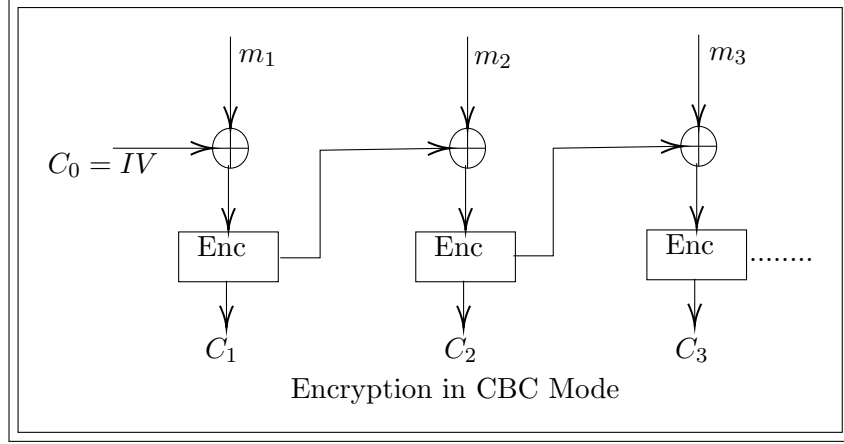 m₁ m₂ m₃
C₀ = IV
Enc Enc Enc ........
C₁ C₂ C₃
Encryption in CBC Mode